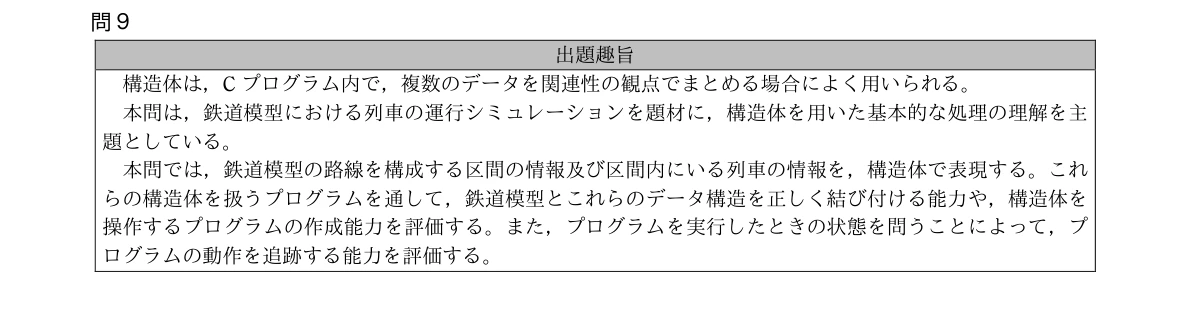 問９
出題趣旨
構造体は，C プログラム内で，複数のデータを関連性の観点でまとめる場合によく用いられる。
本問は，鉄道模型における列車の運行シミュレーションを題材に，構造体を用いた基本的な処理の理解を主
題としている。
本問では，鉄道模型の路線を構成する区間の情報及び区間内にいる列車の情報を，構造体で表現する。これ
らの構造体を扱うプログラムを通して，鉄道模型とこれらのデータ構造を正しく結び付ける能力や，構造体を
操作するプログラムの作成能力を評価する。また，プログラムを実行したときの状態を問うことによって，プ
ログラムの動作を追跡する能力を評価する。